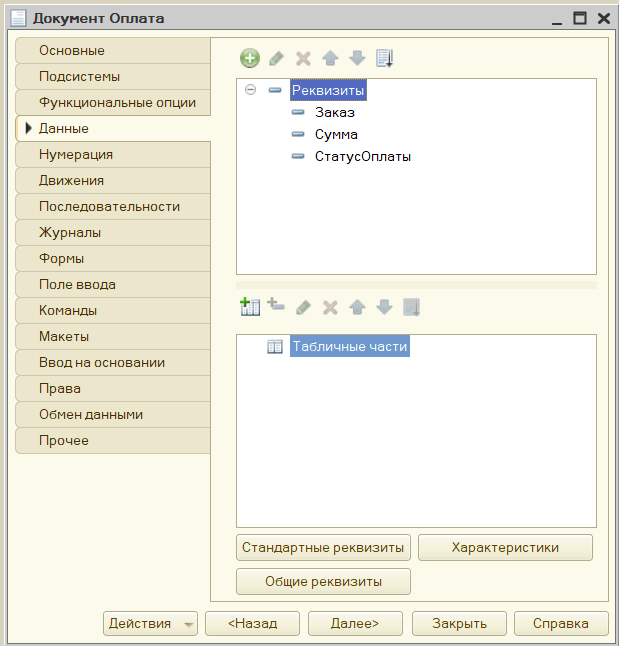 Документ Оплата
Основные
Подсистемы
Функциональные опции
Данные
Нумерация
Движения
Последовательности
Журналы
Формы
Поле ввода
Команды
Макеты
Ввод на основании
Права
Обмен данными
Прочее
Реквизиты
Заказ
Сумма
СтатусОплаты
Табличные части
Стандартные реквизиты
Характеристики
Общие реквизиты
Действия
<Назад
Далее>
Закрыть
Справка